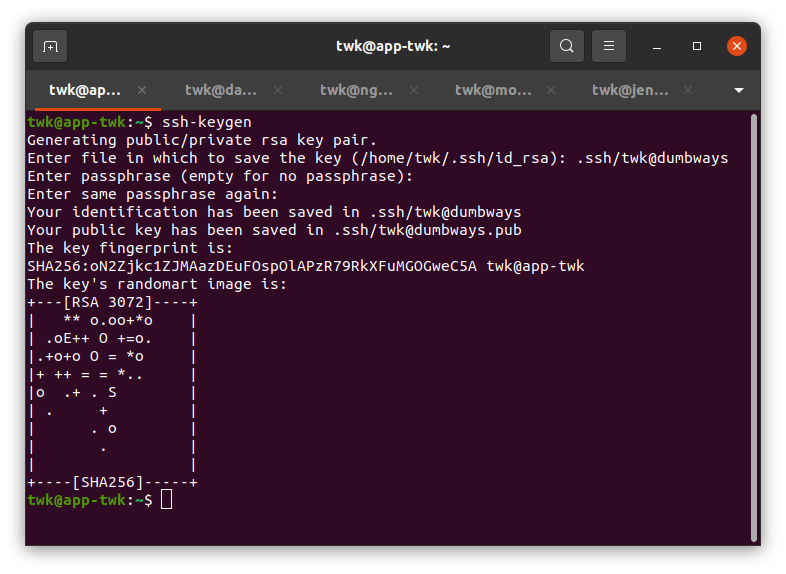 twk@app-twk: ~
twk@ap... twk@da... twk@ng... twk@mo... twk@jen...
twk@app-twk:~$ ssh-keygen
Generating public/private rsa key pair.
Enter file in which to save the key (/home/twk/.ssh/id_rsa): .ssh/twk@dumbways
Enter passphrase (empty for no passphrase):
Enter same passphrase again:
Your identification has been saved in .ssh/twk@dumbways
Your public key has been saved in .ssh/twk@dumbways.pub
The key fingerprint is:
SHA256:oN2Zjkc1ZJMAazDEuFOspOlAPzR79RkXFuMGOGweC5A twk@app-twk
The key's randomart image is:
+---[RSA 3072]----+
|   ** o.oo+*o    |
| .oE++ O +=o.    |
|.+o+o O = *o     |
|+ ++ = = *..     |
|o  .+ . S        |
| .     +         |
|      . o        |
|       .         |
|                 |
+----[SHA256]-----+
twk@app-twk:~$